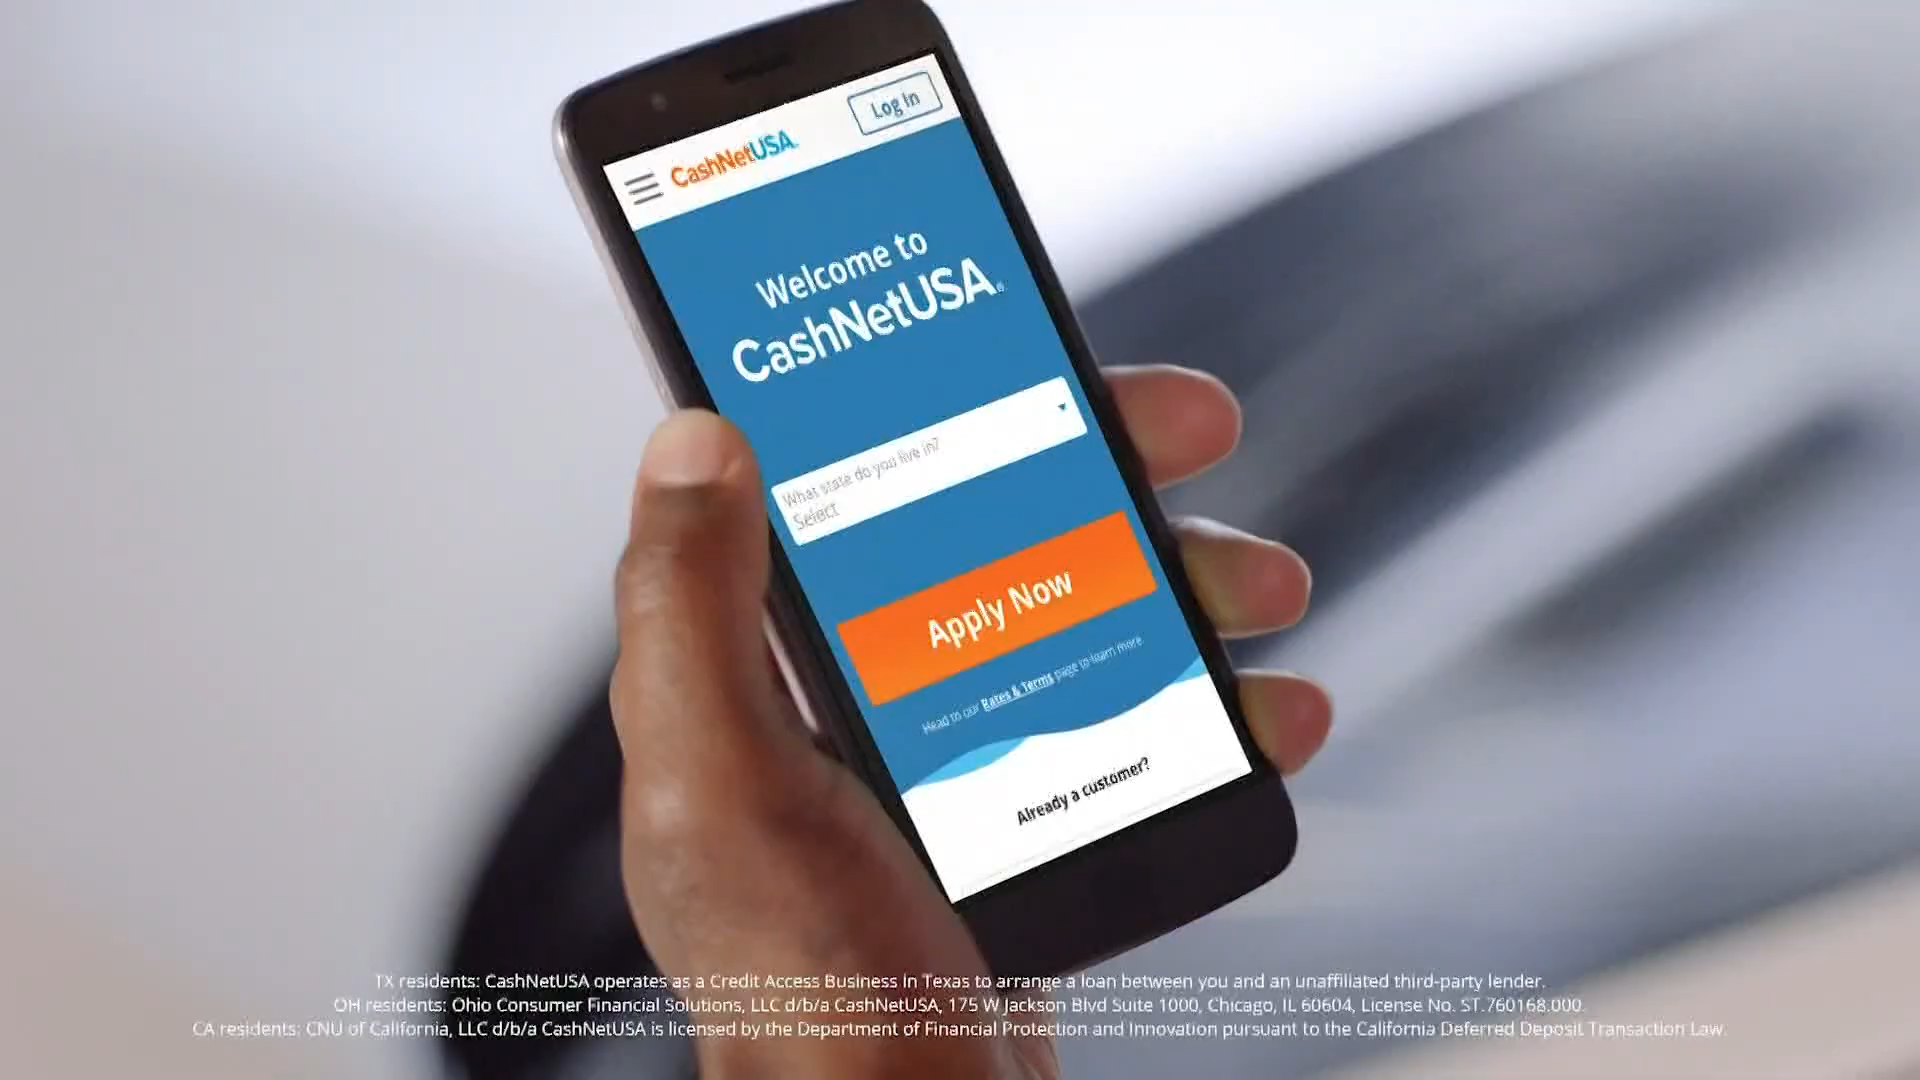 Log In
CashNetUSA
Welcome to
CashNetUSA®
What state do you live in?
Select
Apply Now
Head to our Rates & Terms page to learn more
Already a customer?
TX residents: CashNetUSA operates as a Credit Access Business in Texas to arrange a loan between you and an unaffiliated third-party lender.
OH residents: Ohio Consumer Financial Solutions, LLC d/b/a CashNetUSA, 175 W Jackson Blvd Suite 1000, Chicago, IL 60604, License No. ST.760168.000.
CA residents: CNU of California, LLC d/b/a CashNetUSA is licensed by the Department of Financial Protection and Innovation pursuant to the California Deferred Deposit Transaction Law.